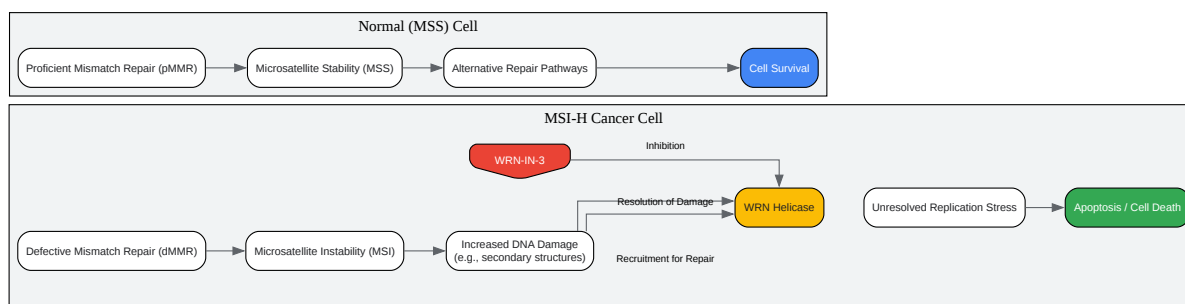 Normal (MSS) Cell
Proficient Mismatch Repair (pMMR)
Microsatellite Stability (MSS)
Alternative Repair Pathways
Cell Survival
MSI-H Cancer Cell
WRN-IN-3
Inhibition
Resolution of Damage
WRN Helicase
Unresolved Replication Stress
Apoptosis / Cell Death
Defective Mismatch Repair (dMMR)
Microsatellite Instability (MSI)
Increased DNA Damage
(e.g., secondary structures)
Recruitment for Repair